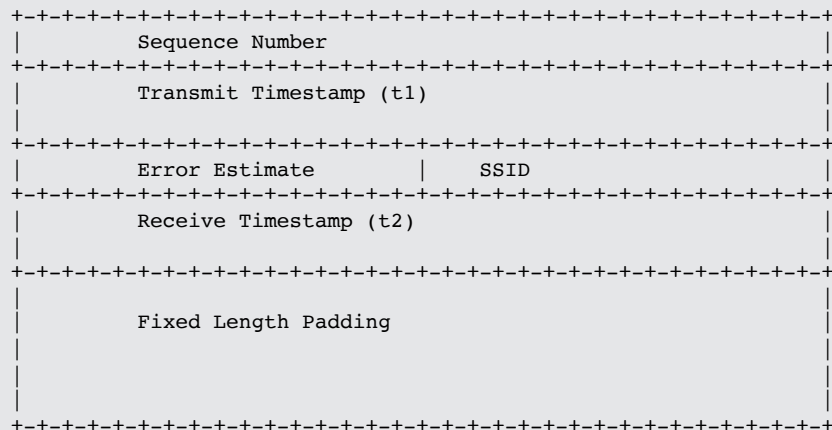 +-+-+-+-+-+-+-+-+-+-+-+-+-+-+-+-+-+-+-+-+-+-+-+-+-+-+-+-+-+-+-+-+
|         Sequence Number                                       |
+-+-+-+-+-+-+-+-+-+-+-+-+-+-+-+-+-+-+-+-+-+-+-+-+-+-+-+-+-+-+-+-+
|         Transmit Timestamp (t1)                               |
|                                                               |
+-+-+-+-+-+-+-+-+-+-+-+-+-+-+-+-+-+-+-+-+-+-+-+-+-+-+-+-+-+-+-+-+
|         Error Estimate        |    SSID                       |
+-+-+-+-+-+-+-+-+-+-+-+-+-+-+-+-+-+-+-+-+-+-+-+-+-+-+-+-+-+-+-+-+
|         Receive Timestamp (t2)                                |
|                                                               |
+-+-+-+-+-+-+-+-+-+-+-+-+-+-+-+-+-+-+-+-+-+-+-+-+-+-+-+-+-+-+-+-+
|                                                               |
|         Fixed Length Padding                                  |
|                                                               |
|                                                               |
|                                                               |
+-+-+-+-+-+-+-+-+-+-+-+-+-+-+-+-+-+-+-+-+-+-+-+-+-+-+-+-+-+-+-+-+